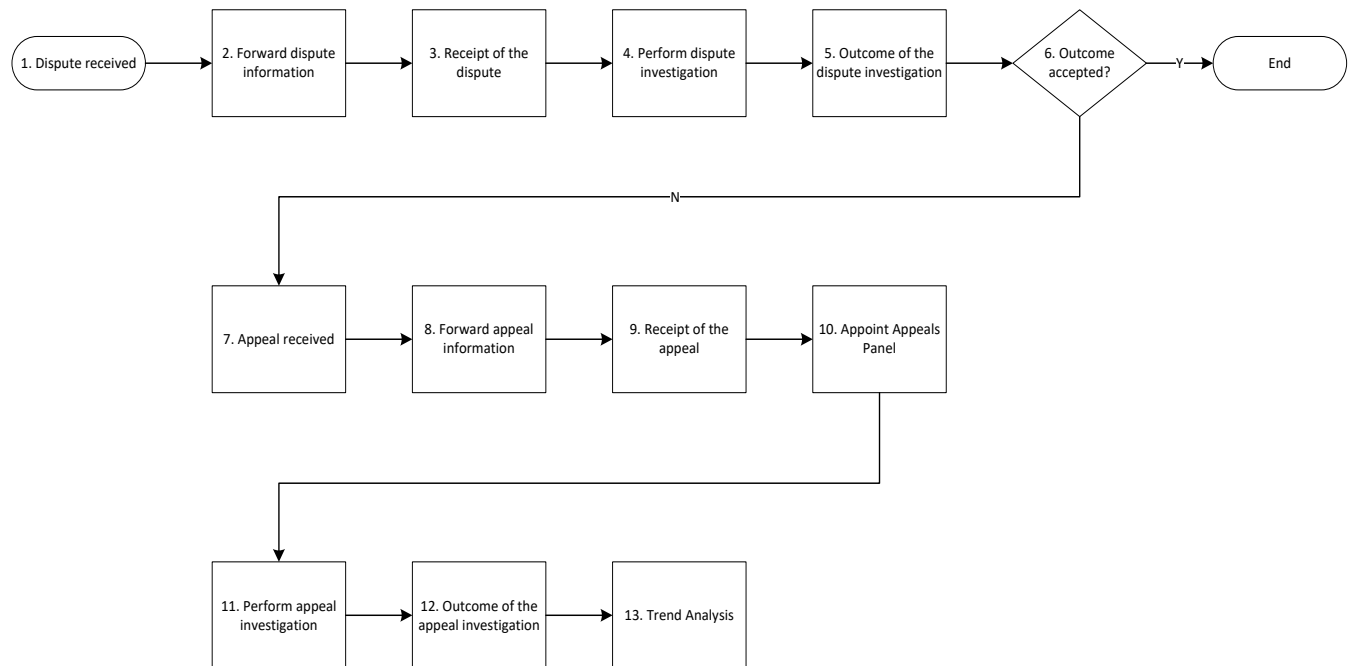 1. Dispute received
2. Forward dispute
information
3. Receipt of the
dispute
4. Perform dispute
investigation
5. Outcome of the
dispute investigation
6. Outcome
accepted?
Y
End
N
7. Appeal received
8. Forward appeal
information
9. Receipt of the
appeal
10. Appoint Appeals
Panel
11. Perform appeal
investigation
12. Outcome of the
appeal investigation
13. Trend Analysis